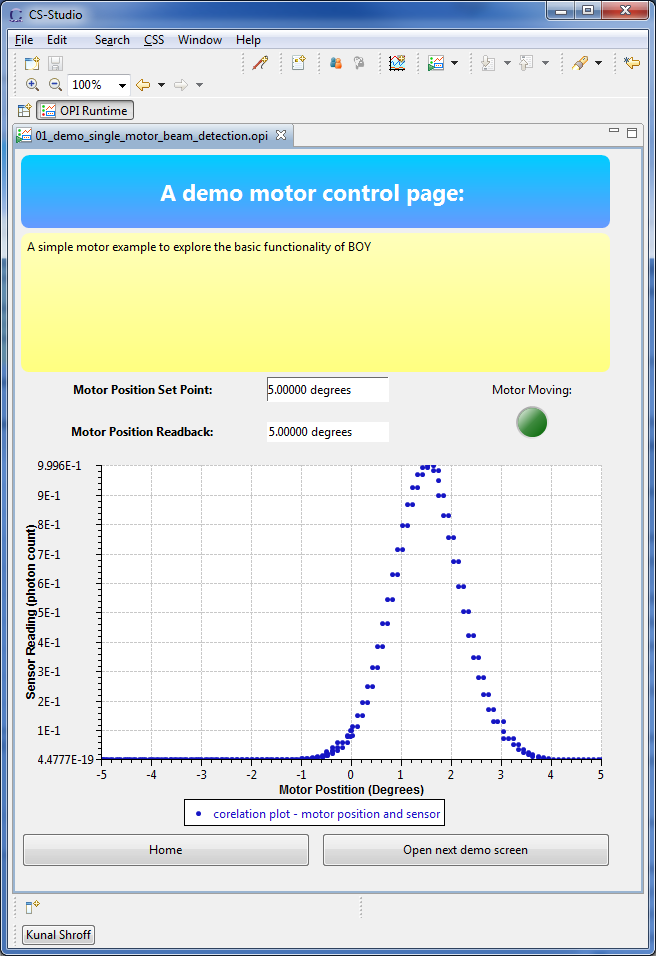 CS-Studio
File Edit Search CSS Window Help
100%
OPI Runtime
01_demo_single_motor_beam_detection.opi
A demo motor control page:
A simple motor example to explore the basic functionality of BOY
Motor Position Set Point: 5.00000 degrees Motor Moving:
Motor Position Readback: 5.00000 degrees
Sensor Reading (photon count)
9.996E-1
9E-1
8E-1
7E-1
6E-1
5E-1
4E-1
3E-1
2E-1
1E-1
4.4777E-19
-5 -4 -3 -2 -1 0 1 2 3 4 5
Motor Postition (Degrees)
corelation plot - motor position and sensor
Home Open next demo screen
Kunal Shroff